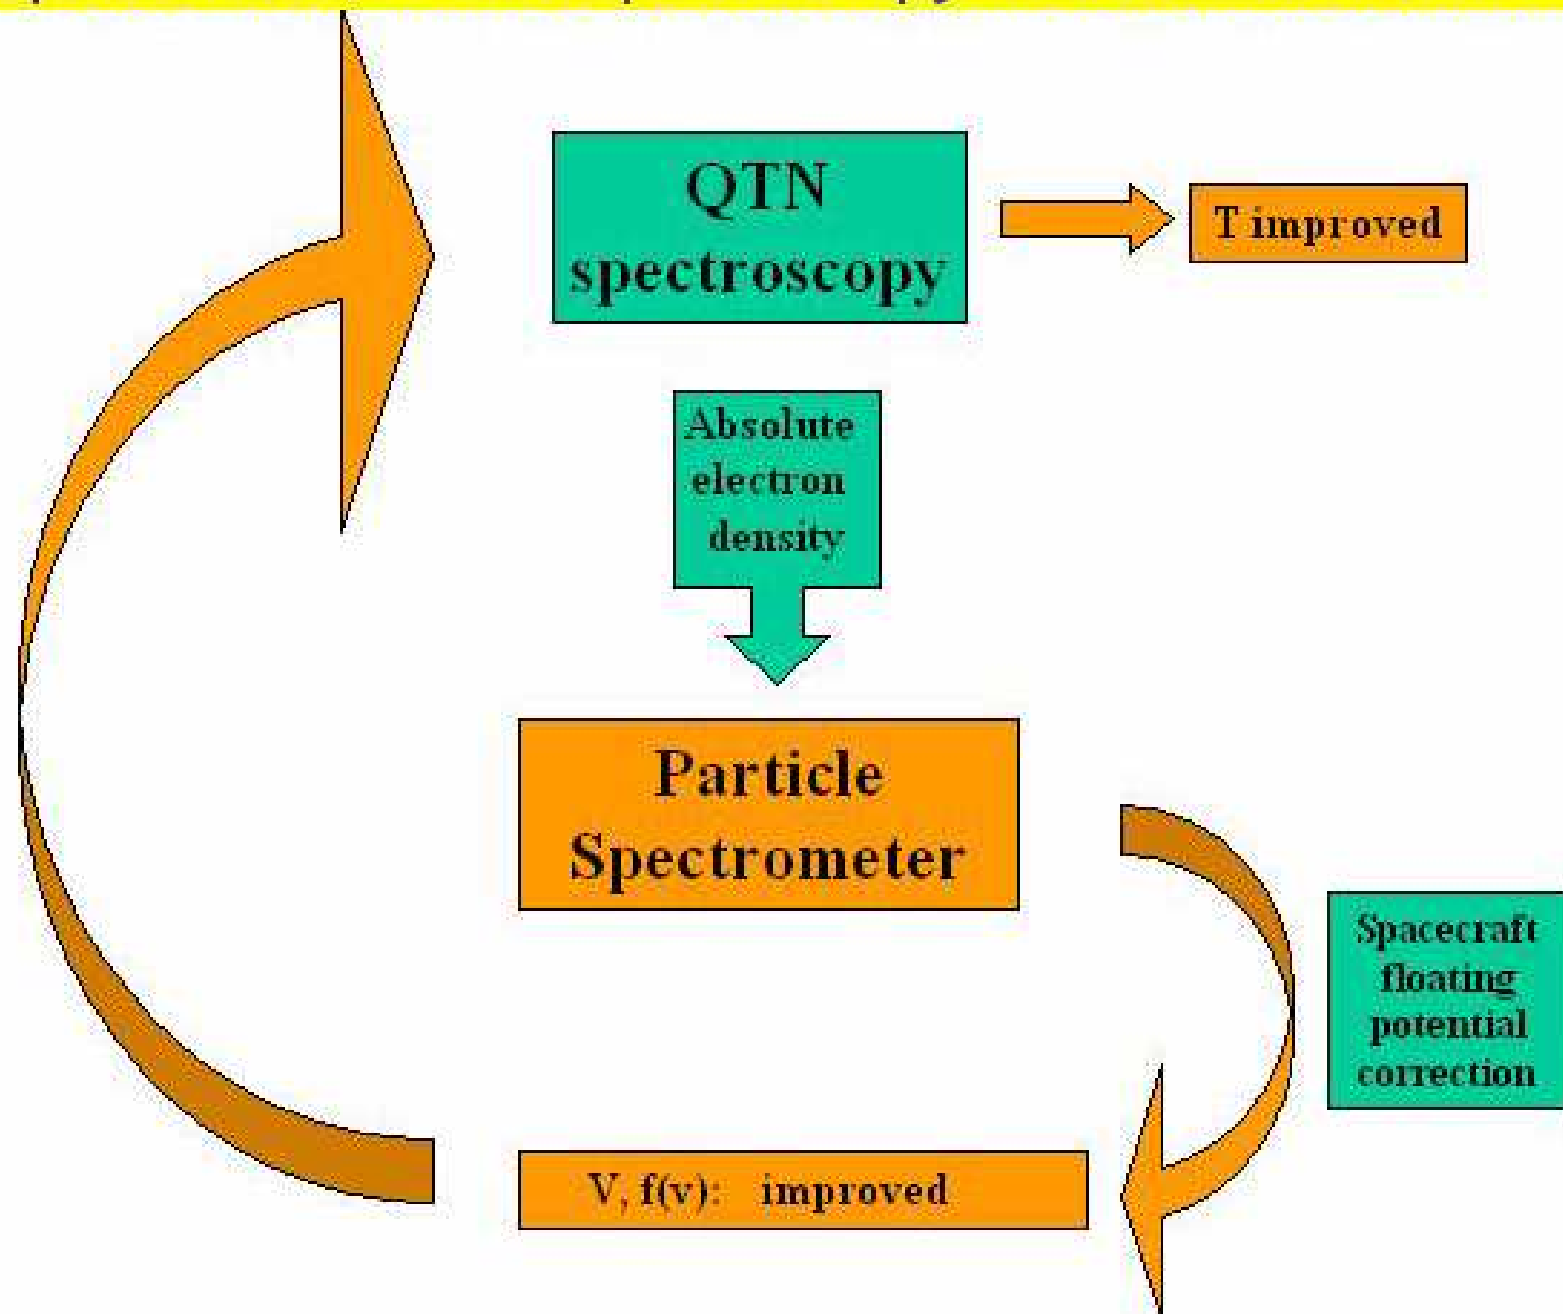 QTN
spectroscopy
T improved
Absolute
electron
density
Particle
Spectrometer
Spacecraft
floating
potential
correction
V, f(v): improved